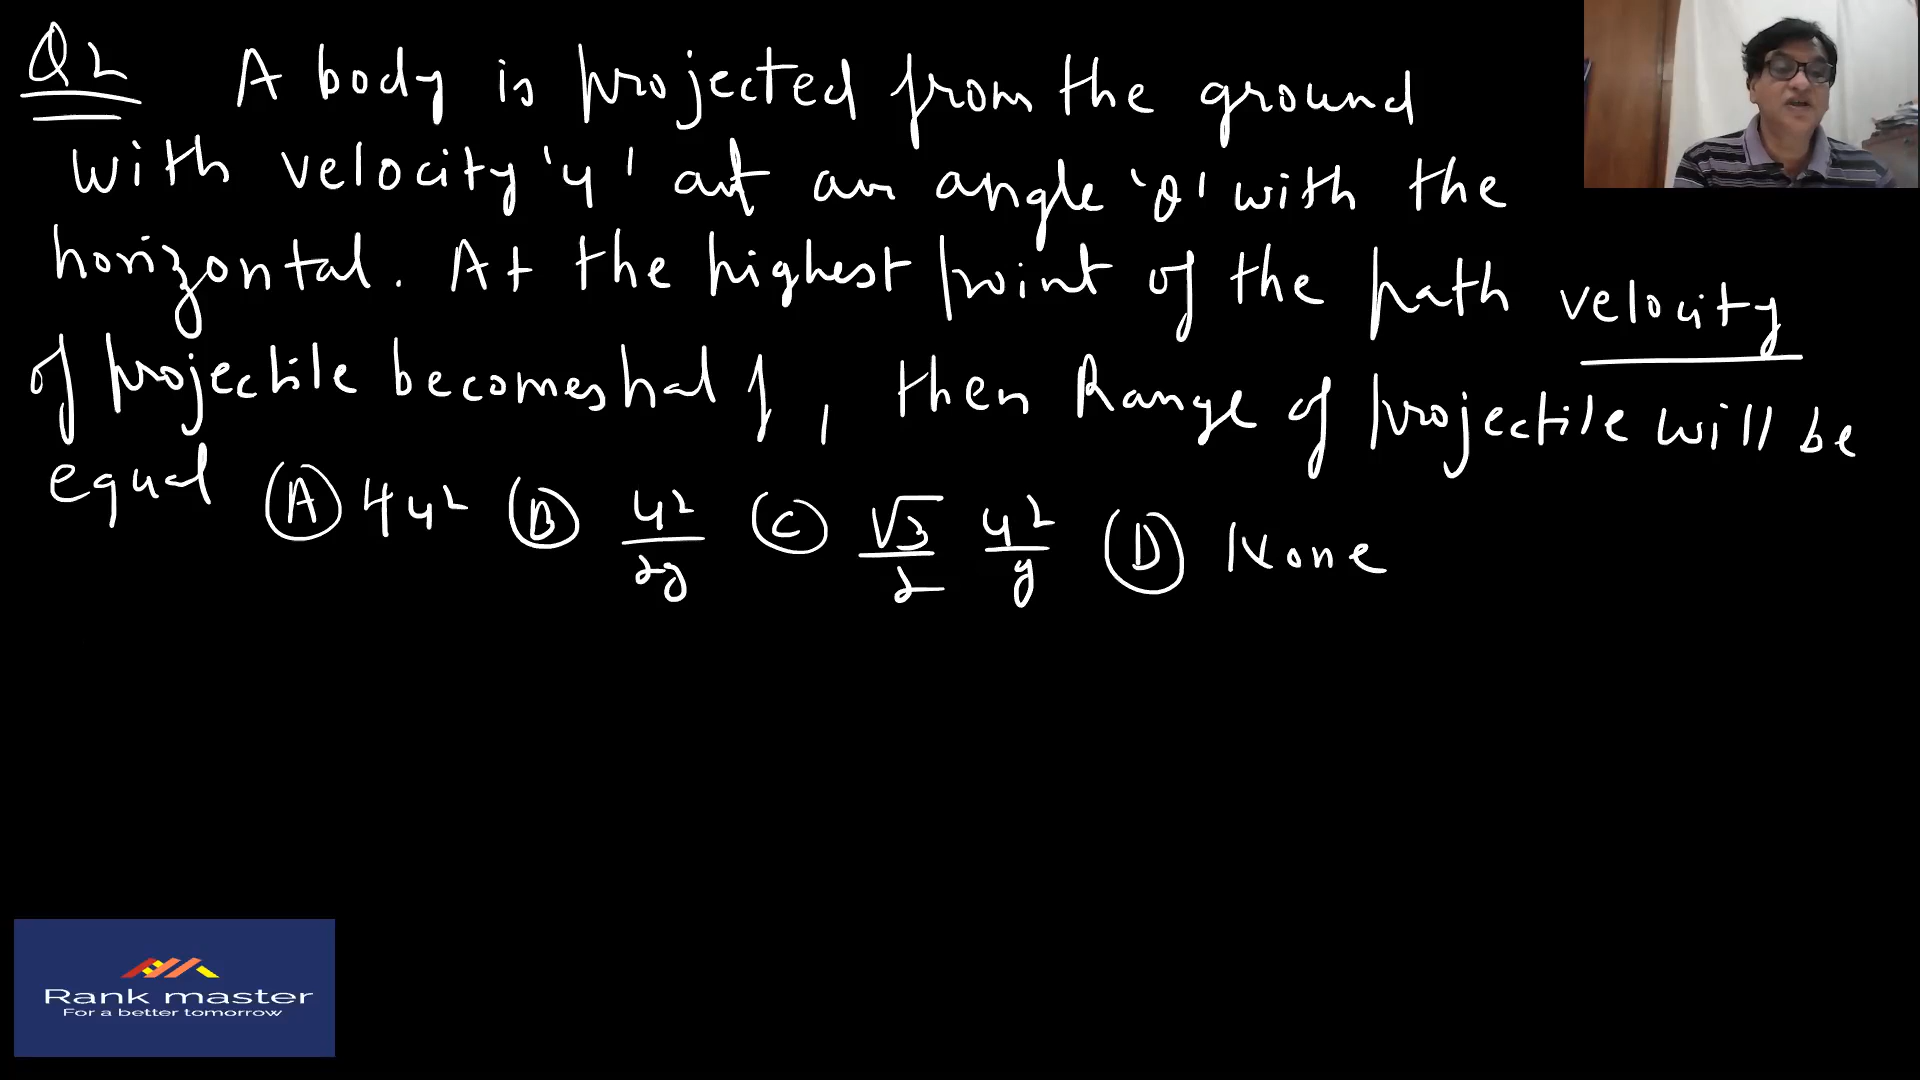 Q2 A body is projected from the ground
with velocity 'u' at an angle 'θ' with the
horizontal. At the highest point of the path velocity
of projectile becomes half, then Range of projectile will be
equal (A) 4u² (B) u²/2g (C) √3/2 u²/g (D) None
Rank master
For a better tomorrow